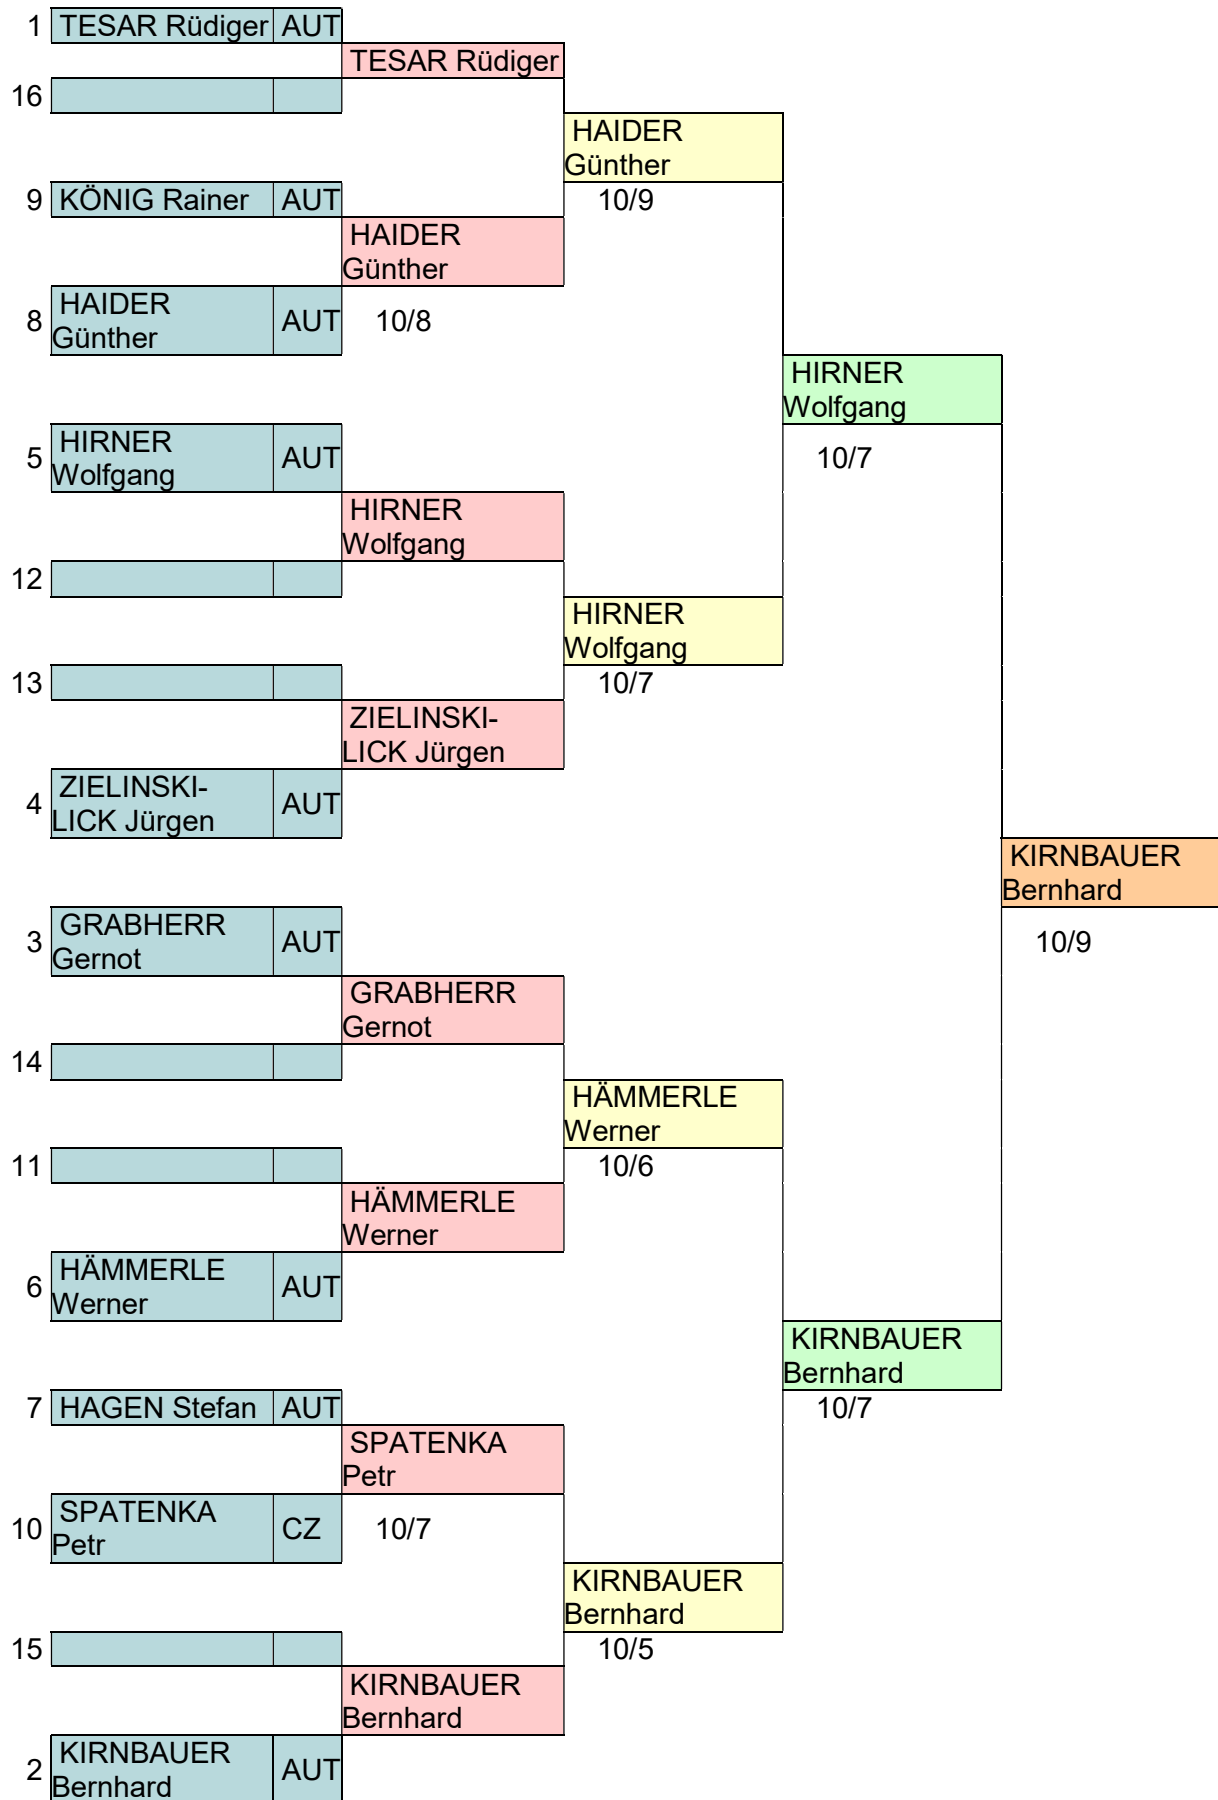 1 TESAR Rüdiger AUT
TESAR Rüdiger
16
HAIDER
Günther
9 KÖNIG Rainer AUT
10/9
HAIDER
Günther
8 HAIDER
Günther AUT
10/8
HIRNER
Wolfgang
5 HIRNER
Wolfgang AUT
10/7
HIRNER
Wolfgang
12
HIRNER
Wolfgang
13
10/7
ZIELINSKI-
LICK Jürgen
4 ZIELINSKI-
LICK Jürgen AUT
KIRNBAUER
Bernhard
3 GRABHERR
Gernot AUT
10/9
GRABHERR
Gernot
14
HÄMMERLE
Werner
11
10/6
HÄMMERLE
Werner
6 HÄMMERLE
Werner AUT
KIRNBAUER
Bernhard
7 HAGEN Stefan AUT
10/7
SPATENKA
Petr
10 SPATENKA
Petr CZ
10/7
KIRNBAUER
Bernhard
15
10/5
KIRNBAUER
Bernhard
2 KIRNBAUER
Bernhard AUT